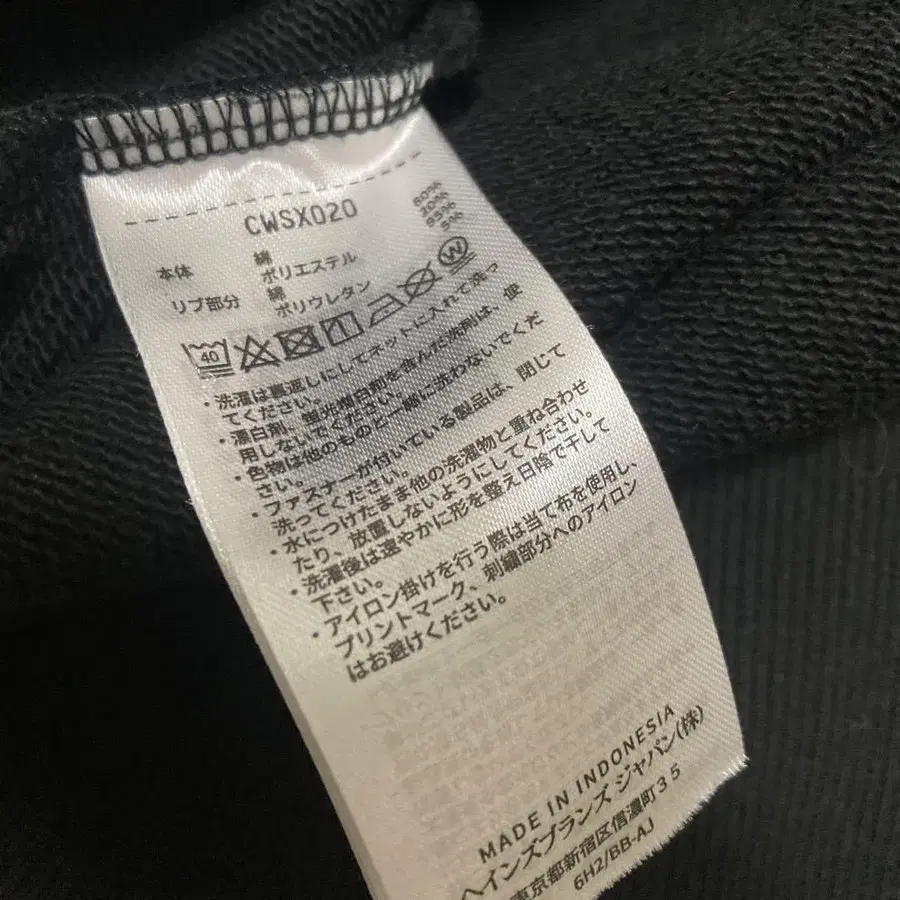 CWSX020
本体 綿 80%
ポリエステル 20%
リブ部分 綿 95%
ポリウレタン 5%
40
・洗濯は裏返しにしてネットに入れて洗っ
てください。
・漂白剤、蛍光増白剤を含んだ洗剤は、使
用しないでください。
・色物は他のものと一緒に洗わないでくだ
さい。
・ファスナーが付いている製品は、閉じて
洗ってください。
・水につけたまま他の洗濯物と重ね合わせ
たり、放置しないようにしてください。
・洗濯後は速やかに形を整え日陰で干して
下さい。
・アイロン掛けを行う際は当て布を使用し、
プリントマーク、刺繍部分へのアイロン
はお避けください。
MADE IN INDONESIA
ヘインズブランズ ジャパン(株)
東京都新宿区信濃町35
6H2/BB-AJ